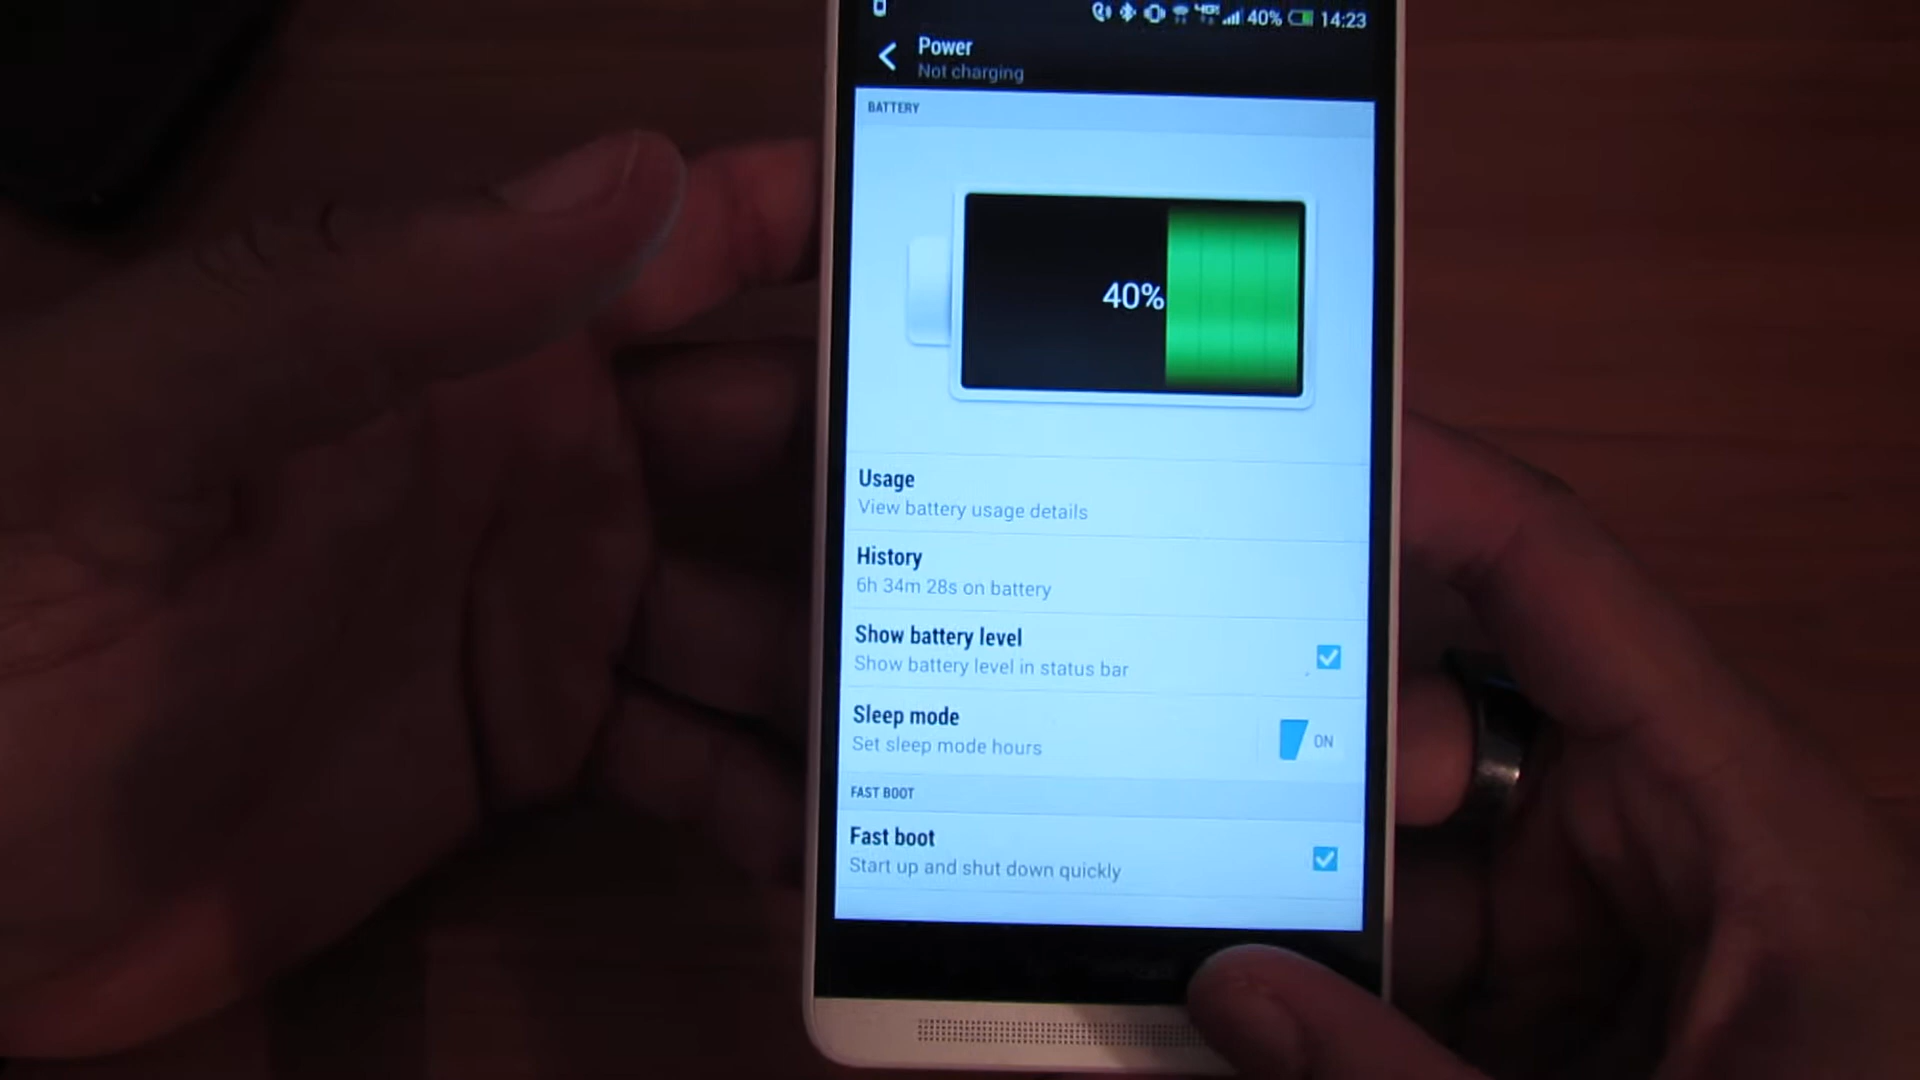 40% 14:23
Power
Not charging
BATTERY
40%
Usage
View battery usage details
History
6h 34m 28s on battery
Show battery level
Show battery level in status bar
Sleep mode
Set sleep mode hours
ON
FAST BOOT
Fast boot
Start up and shut down quickly